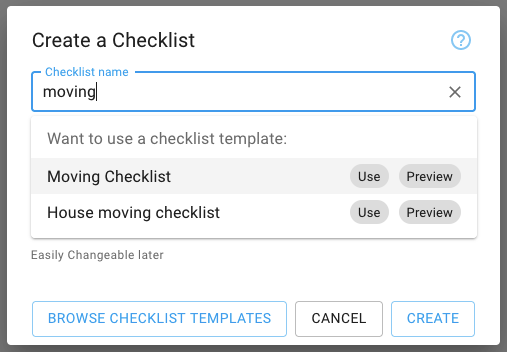 Create a Checklist
?
Checklist name
moving
Want to use a checklist template:
Moving Checklist Use Preview
House moving checklist Use Preview
Easily Changeable later
BROWSE CHECKLIST TEMPLATES CANCEL CREATE